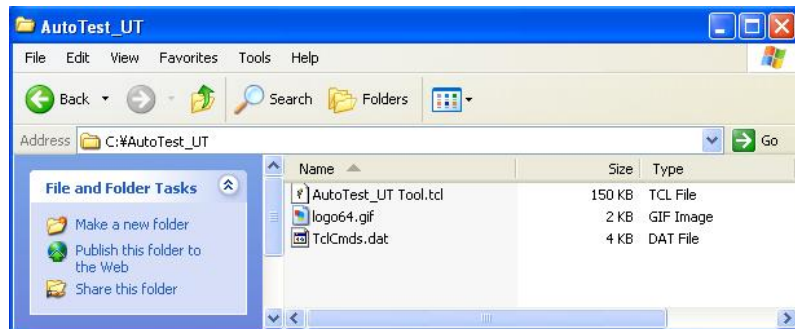 AutoTest_UT
File Edit View Favorites Tools Help
Back Search Folders
Address C:¥AutoTest_UT Go
File and Folder Tasks
Make a new folder
Publish this folder to
the Web
Share this folder
Name Size Type
AutoTest_UT Tool.tcl 150 KB TCL File
logo64.gif 2 KB GIF Image
TclCmds.dat 4 KB DAT File